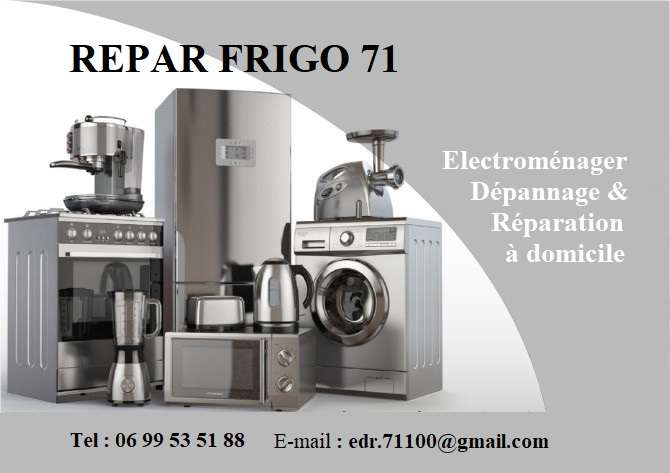 REPAR FRIGO 71
Electroménager
Dépannage &
Réparation
à domicile
Tel : 06 99 53 51 88 E-mail : edr.71100@gmail.com